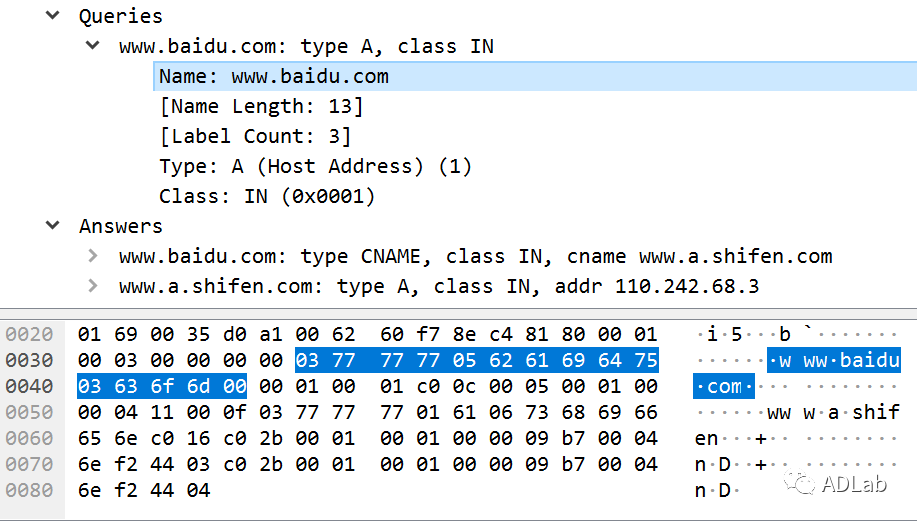 Queries
www.baidu.com: type A, class IN
Name: www.baidu.com
[Name Length: 13]
[Label Count: 3]
Type: A (Host Address) (1)
Class: IN (0x0001)
Answers
www.baidu.com: type CNAME, class IN, cname www.a.shifen.com
www.a.shifen.com: type A, class IN, addr 110.242.68.3
0020 01 69 00 35 d0 a1 00 62 60 f7 8e c4 81 80 00 01 ·i·5···b `·······
0030 00 03 00 00 00 00 03 77 77 77 05 62 61 69 64 75 ·······w ww·baidu
0040 03 63 6f 6d 00 00 01 00 01 c0 0c 00 05 00 01 00 ·com···· ········
0050 00 04 11 00 0f 03 77 77 77 01 61 06 73 68 69 66 ······ww w·a·shif
0060 65 6e c0 16 c0 2b 00 01 00 01 00 00 09 b7 00 04 en···+·· ········
0070 6e f2 44 03 c0 2b 00 01 00 01 00 00 09 b7 00 04 n·D··+·· ········
0080 6e f2 44 04 n·D·
ADLab